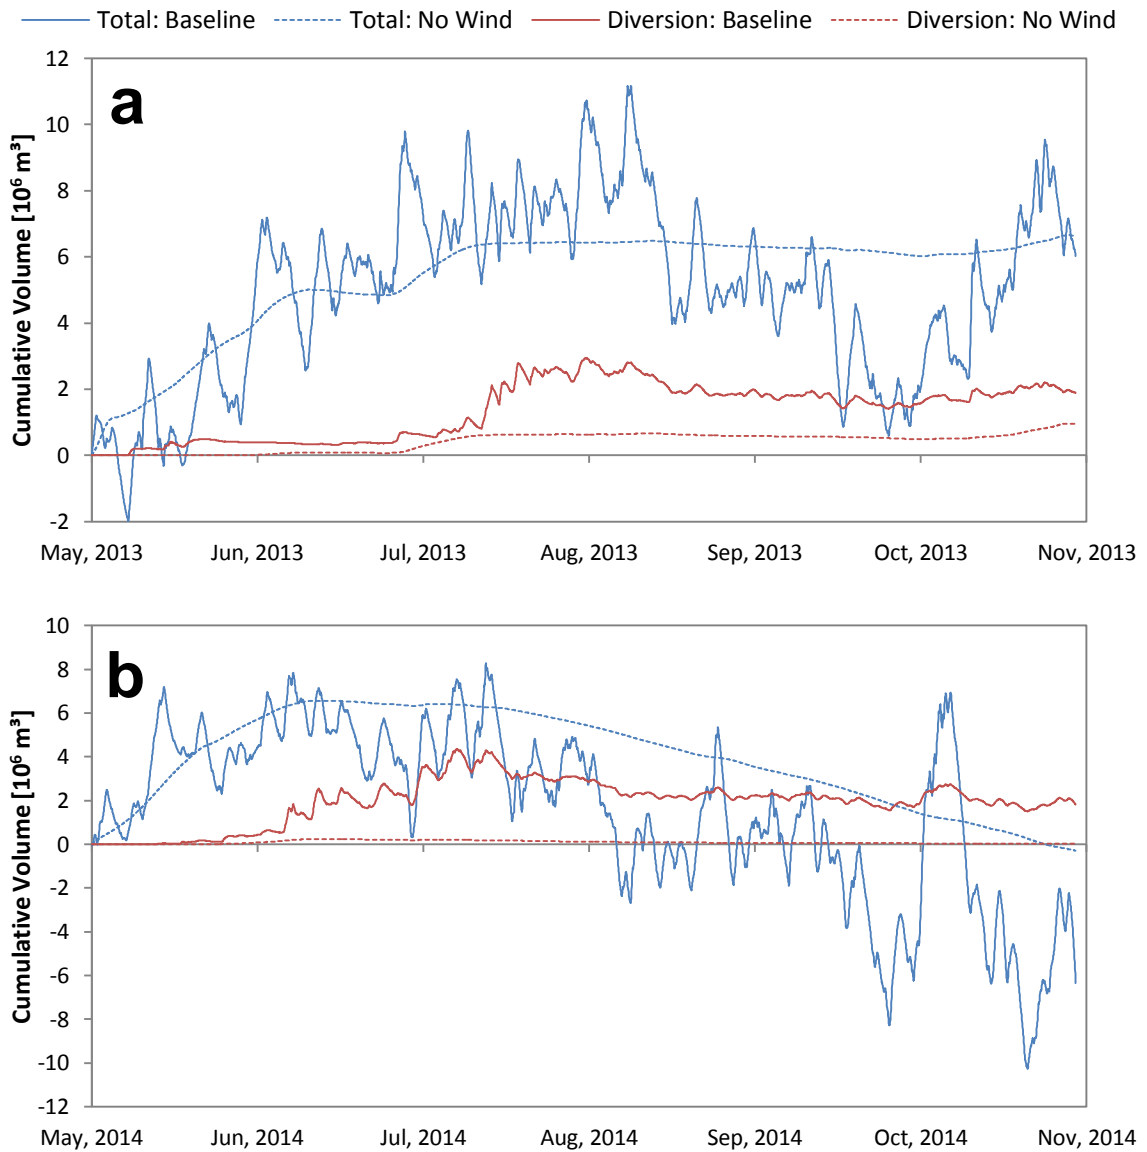 Total: Baseline Total: No Wind Diversion: Baseline Diversion: No Wind
a
Cumulative Volume [10⁶ m³]
12
10
8
6
4
2
0
-2
May, 2013 Jun, 2013 Jul, 2013 Aug, 2013 Sep, 2013 Oct, 2013 Nov, 2013
b
Cumulative Volume [10⁶ m³]
10
8
6
4
2
0
-2
-4
-6
-8
-10
-12
May, 2014 Jun, 2014 Jul, 2014 Aug, 2014 Sep, 2014 Oct, 2014 Nov, 2014